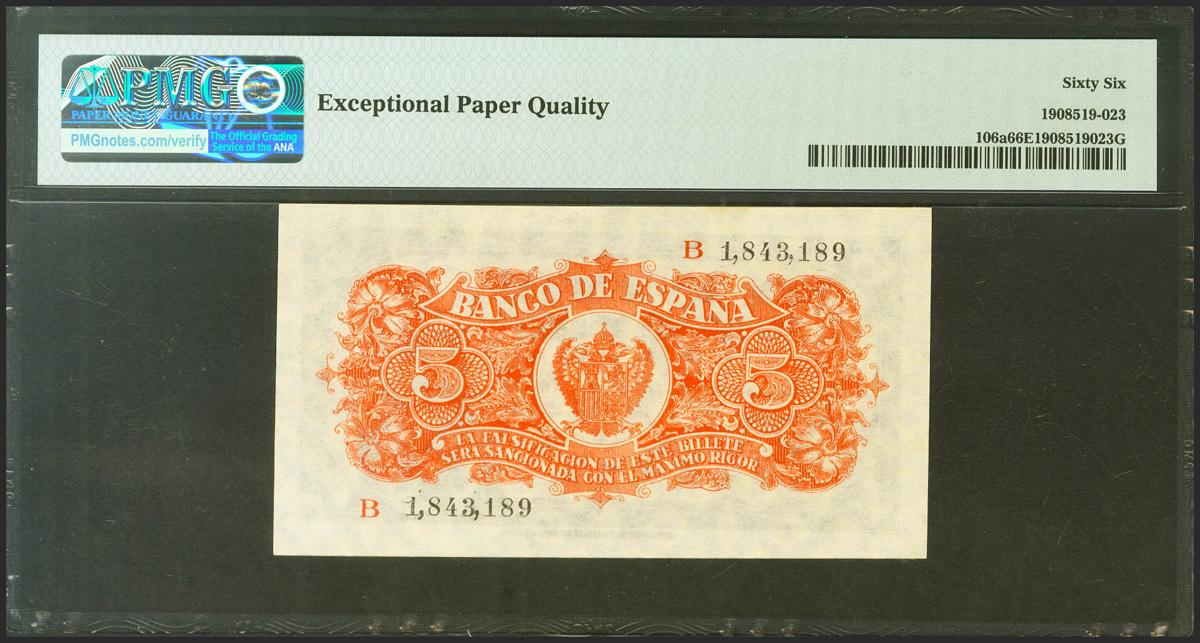 PMG
PAPER MONEY GUARANTY
PMGnotes.com/verify
The Official Grading
Service of the ANA
Exceptional Paper Quality
Sixty Six
1908519-023
106a66E1908519023G
B 1,843,189
BANCO DE ESPAÑA
5 5
LA FALSIFICACION DE ESTE BILLETE
SERA SANCIONADA CON EL MAXIMO RIGOR
B 1,843,189